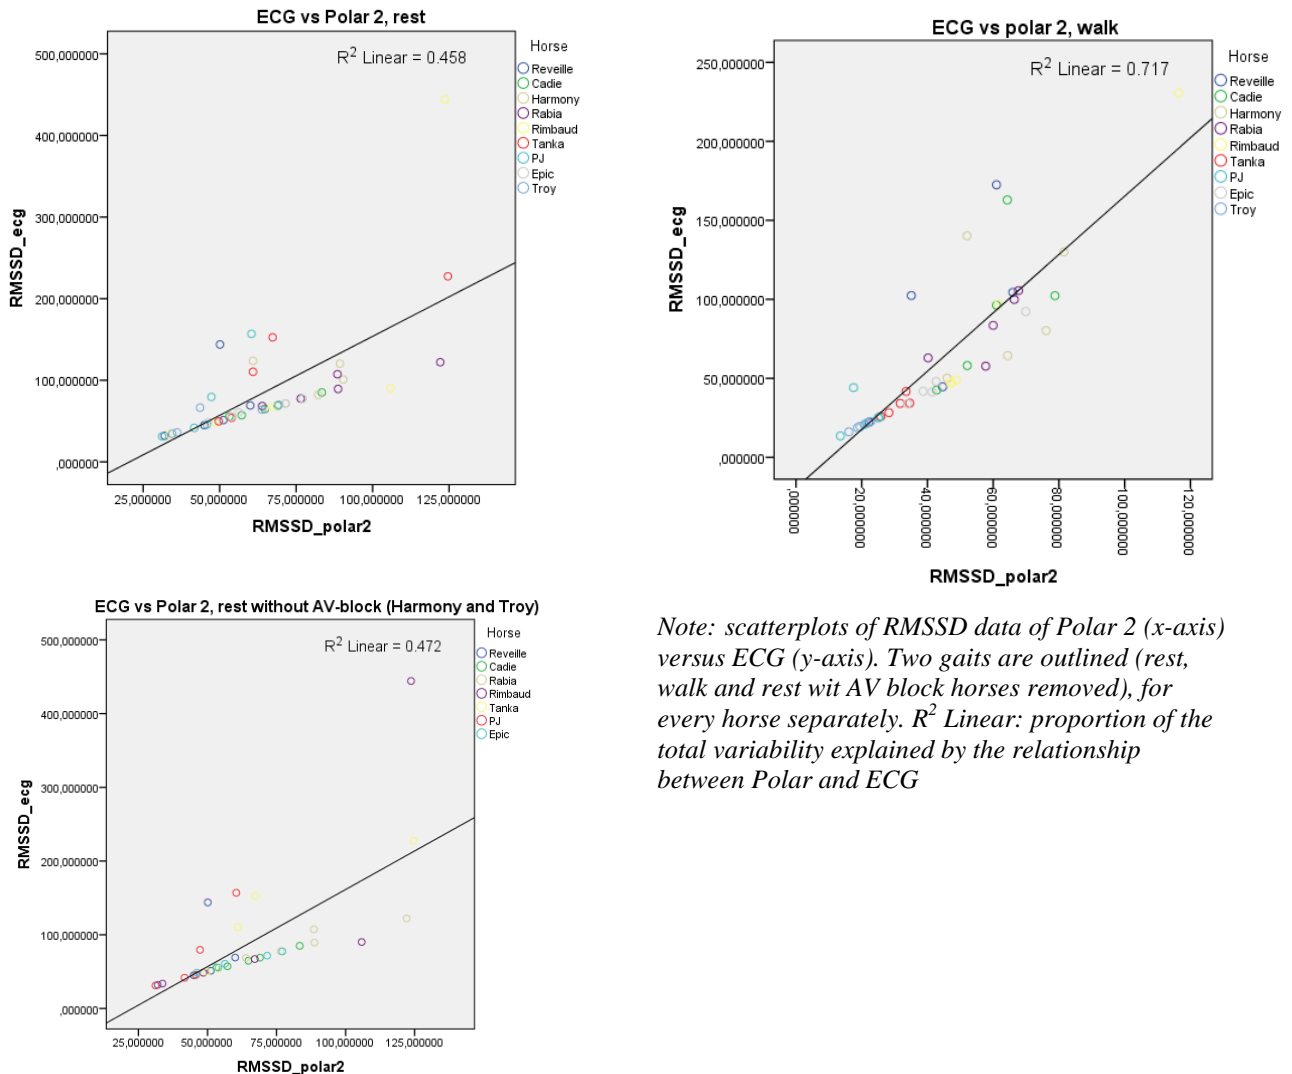 ECG vs Polar 2, rest
R² Linear = 0.458
500,000000
400,000000
300,000000
200,000000
100,000000
,000000
RMSSD_ecg
25,000000 50,000000 75,000000 100,000000 125,000000
RMSSD_polar2
Horse
Reveille
Cadie
Harmony
Rabia
Rimbaud
Tanka
PJ
Epic
Troy
ECG vs polar 2, walk
R² Linear = 0.717
250,000000
200,000000
150,000000
100,000000
50,000000
,000000
RMSSD_ecg
,000000 20,000000 40,000000 60,000000 80,000000 100,000000 120,000000
RMSSD_polar2
Horse
Reveille
Cadie
Harmony
Rabia
Rimbaud
Tanka
PJ
Epic
Troy
ECG vs Polar 2, rest without AV-block (Harmony and Troy)
R² Linear = 0.472
500,000000
400,000000
300,000000
200,000000
100,000000
,000000
RMSSD_ecg
25,000000 50,000000 75,000000 100,000000 125,000000
RMSSD_polar2
Horse
Reveille
Cadie
Rabia
Rimbaud
Tanka
PJ
Epic
Note: scatterplots of RMSSD data of Polar 2 (x-axis)
versus ECG (y-axis). Two gaits are outlined (rest,
walk and rest wit AV block horses removed), for
every horse separately. R² Linear: proportion of the
total variability explained by the relationship
between Polar and ECG